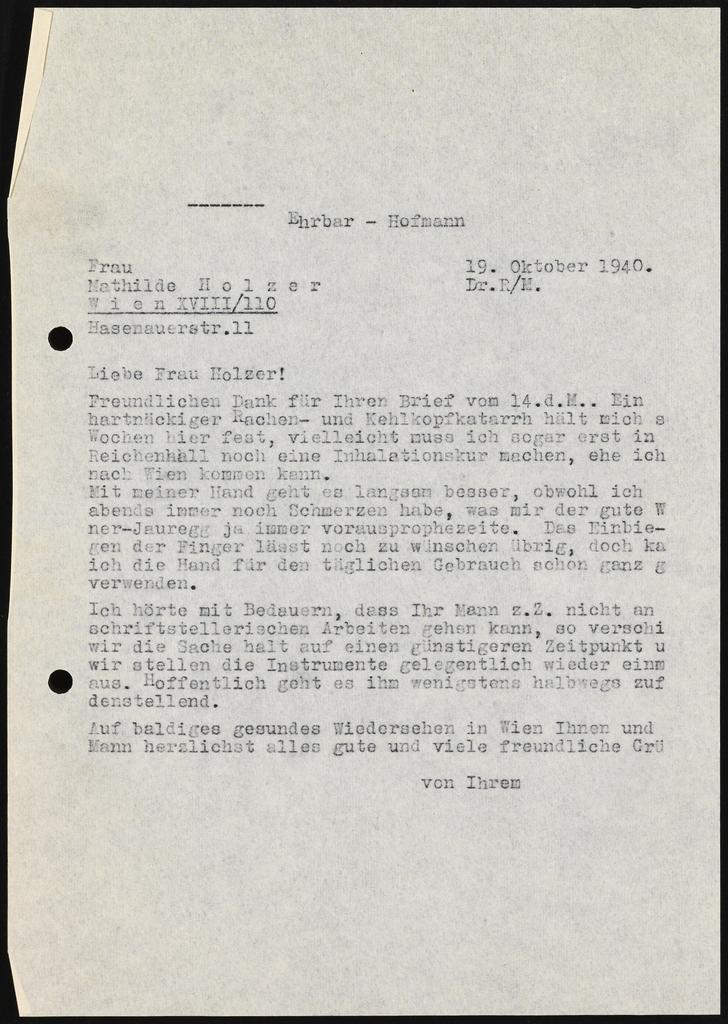 Ehrbar - Hofmann
Frau
19. Oktober 1940.
Mathilde H o l z e r
Dr.R/M.
W i e n XVIII/110
Hasenauerstr.11
Liebe Frau Holzer!
Freundlichen Dank für Ihren Brief vom 14.d.M.. Ein
hartnäckiger Rachen- und Kehlkopfkatarrh hält mich s
Wochen hier fest, vielleicht muss ich sogar erst in
Reichenhall noch eine Inhalationskur machen, ehe ich
nach Wien kommen kann.
Mit meiner Hand geht es langsam besser, obwohl ich
abends immer noch Schmerzen habe, was mir der gute W
ner-Jauregg ja immer vorausprophezeite. Das Einbie-
gen der Finger lässt noch zu wünschen übrig, doch ka
ich die Hand für den täglichen Gebrauch schon ganz g
verwenden.
Ich hörte mit Bedauern, dass Ihr Mann z.Z. nicht an
schriftstellerischen Arbeiten gehen kann, so verschi
wir die Sache halt auf einen günstigeren Zeitpunkt u
wir stellen die Instrumente gelegentlich wieder einm
aus. Hoffentlich geht es ihm wenigstens halbwegs zuf
denstellend.
Auf baldiges gesundes Wiedersehen in Wien Ihnen und
Mann herzlichst alles gute und viele freundliche Grü
von Ihrem